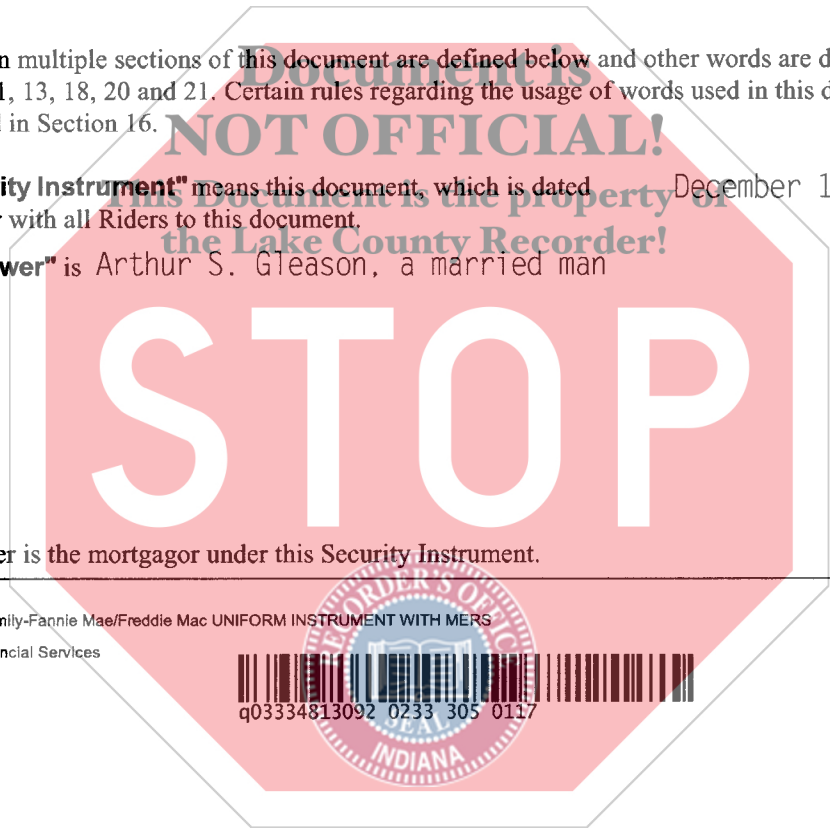 n multiple sections of this document are defined below and other words are d
1, 13, 18, 20 and 21. Certain rules regarding the usage of words used in this d
in Section 16.
Document is
NOT OFFICIAL!
This Document is the property of
the Lake County Recorder!
ity Instrument" means this document, which is dated December 1
with all Riders to this document.
wer" is Arthur S. Gleason, a married man
STOP
er is the mortgagor under this Security Instrument.
mily-Fannie Mae/Freddie Mac UNIFORM INSTRUMENT WITH MERS
ncial Services
q03334813092 0233 305 0117
RECORDER'S OFFICE
SEAL
INDIANA